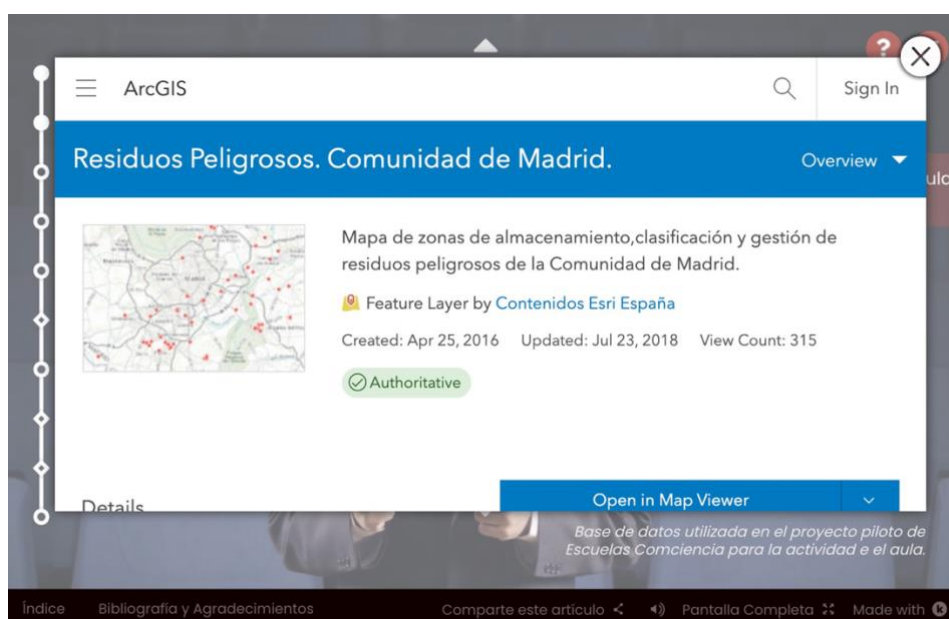 ?
ArcGIS
Sign In
Residuos Peligrosos. Comunidad de Madrid.
Overview
Mapa de zonas de almacenamiento,clasificación y gestión de
residuos peligrosos de la Comunidad de Madrid.
Feature Layer by Contenidos Esri España
Created: Apr 25, 2016 Updated: Jul 23, 2018 View Count: 315
Authoritative
Details
Open in Map Viewer
Base de datos utilizada en el proyecto piloto de
Escuelas Comciencia para la actividad e el aula.
Índice Bibliografía y Agradecimientos Comparte este artículo Pantalla Completa Made with